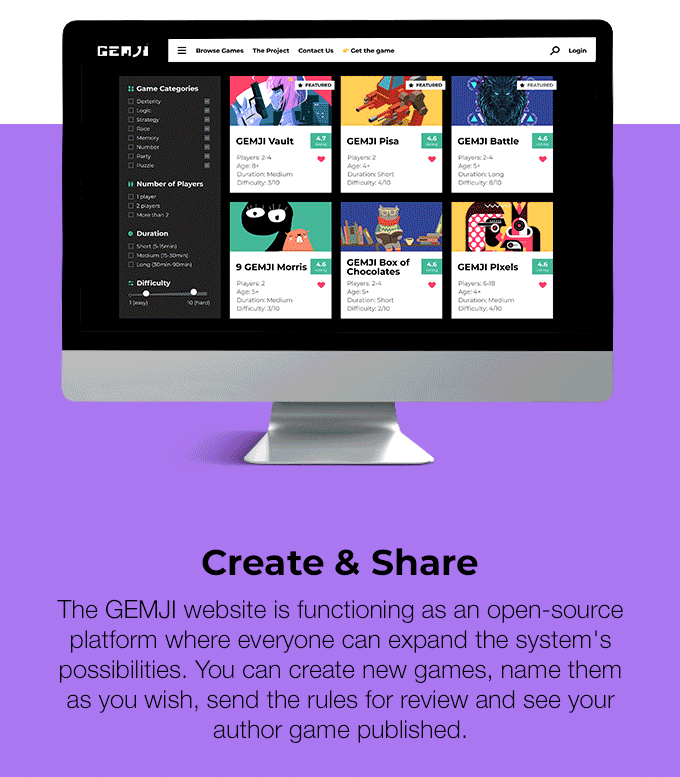 GEMJI
Browse Games The Project Contact Us 👉 Get the game Login
Game Categories
Dexterity
Logic
Strategy
Race
Memory
Number
Party
Puzzle
Number of Players
1 player
2 players
More than 2
Duration
Short (5-15min)
Medium (15-30min)
Long (30min-90min)
Difficulty
1 (easy) 10 (hard)
FEATURED
GEMJI Vault
4.7
rating
Players: 2-4
Age: 8+
Duration: Medium
Difficulty: 3/10
FEATURED
GEMJI Pisa
4.6
rating
Players: 2
Age: 4+
Duration: Short
Difficulty: 4/10
FEATURED
GEMJI Battle
4.6
rating
Players: 2-4
Age: 5+
Duration: Long
Difficulty: 8/10
9 GEMJI Morris
4.6
rating
Players: 2
Age: 5+
Duration: Medium
Difficulty: 3/10
GEMJI Box of
Chocolates
4.6
rating
Players: 2-4
Age: 5+
Duration: Short
Difficulty: 2/10
GEMJI PIxels
4.6
rating
Players: 6-18
Age: 4+
Duration: Medium
Difficulty: 4/10
Create & Share
The GEMJI website is functioning as an open-source
platform where everyone can expand the system's
possibilities. You can create new games, name them
as you wish, send the rules for review and see your
author game published.